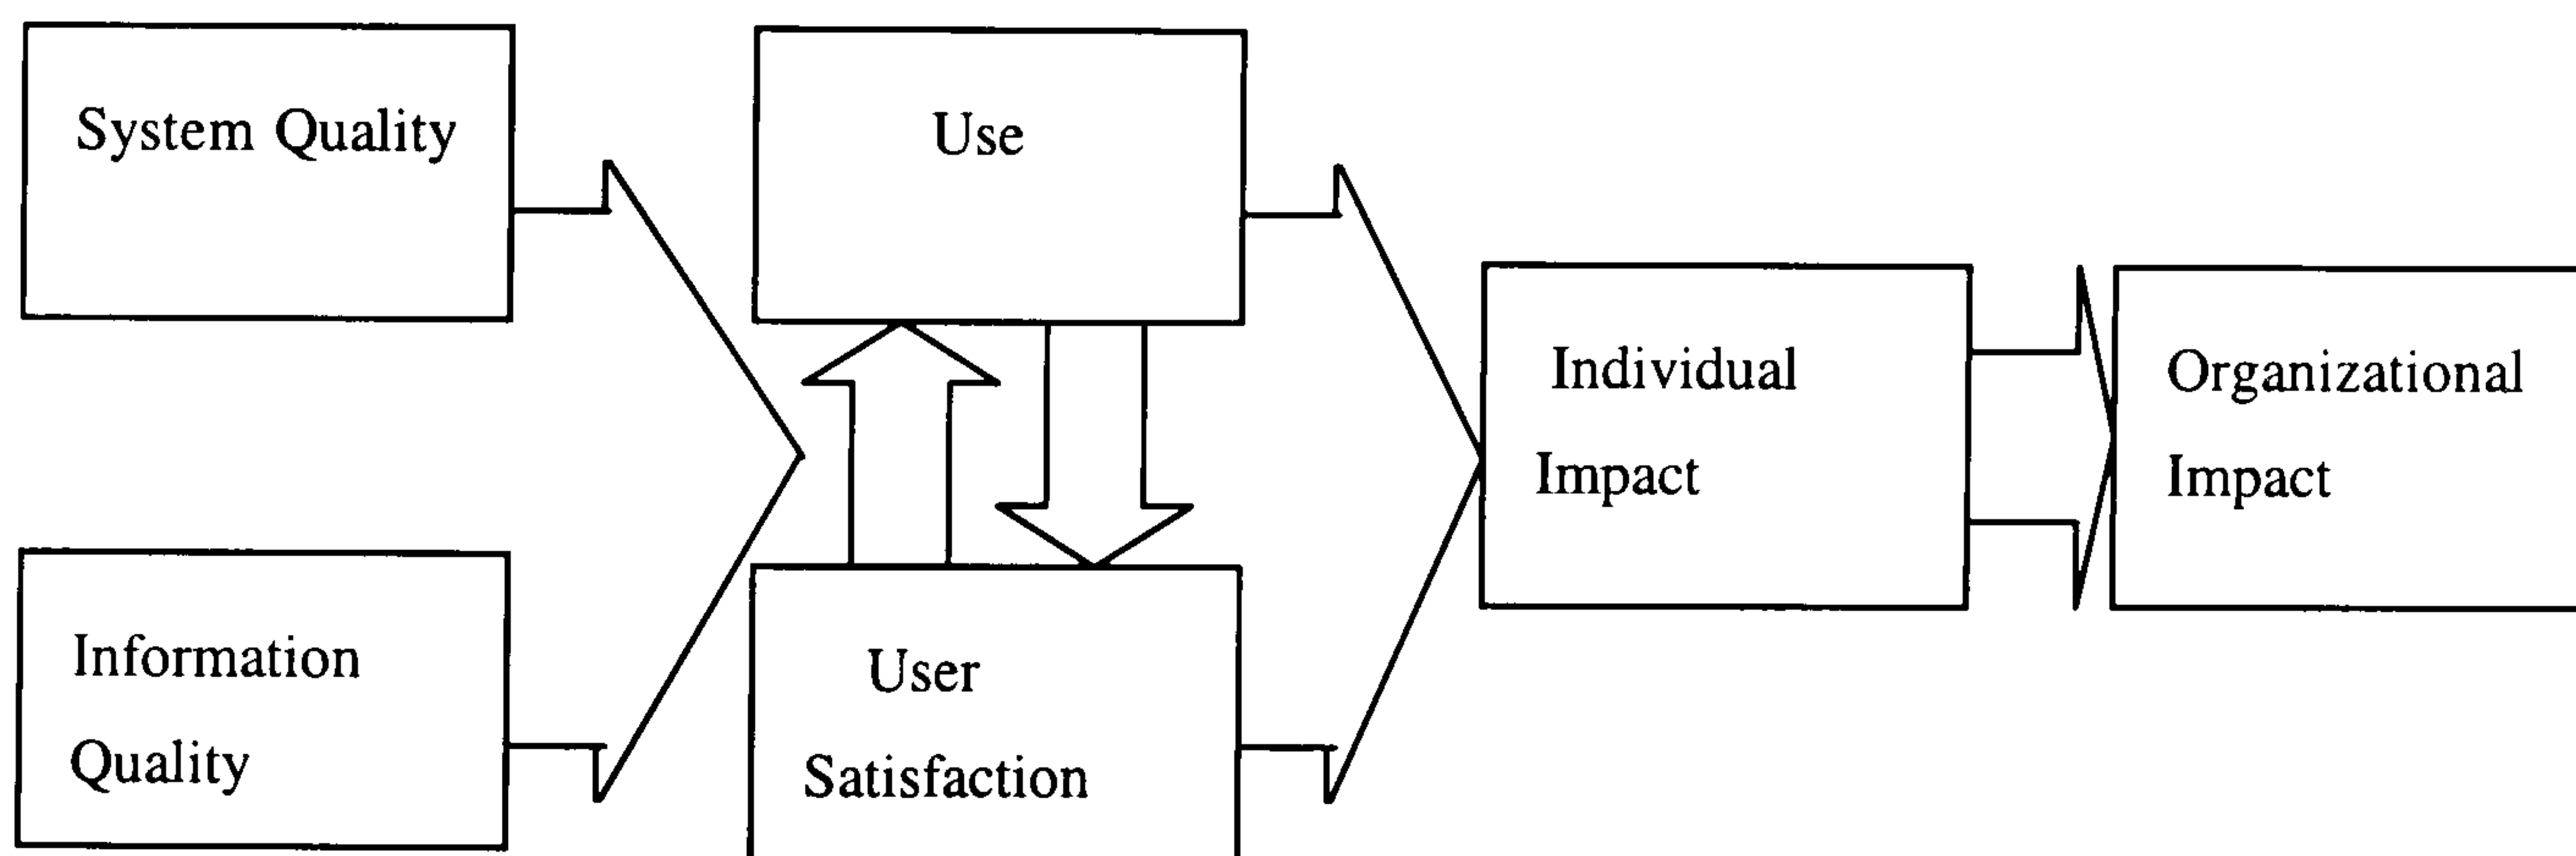 System Quality
Use
Individual
Impact
Organizational
Impact
Information
Quality
User
Satisfaction